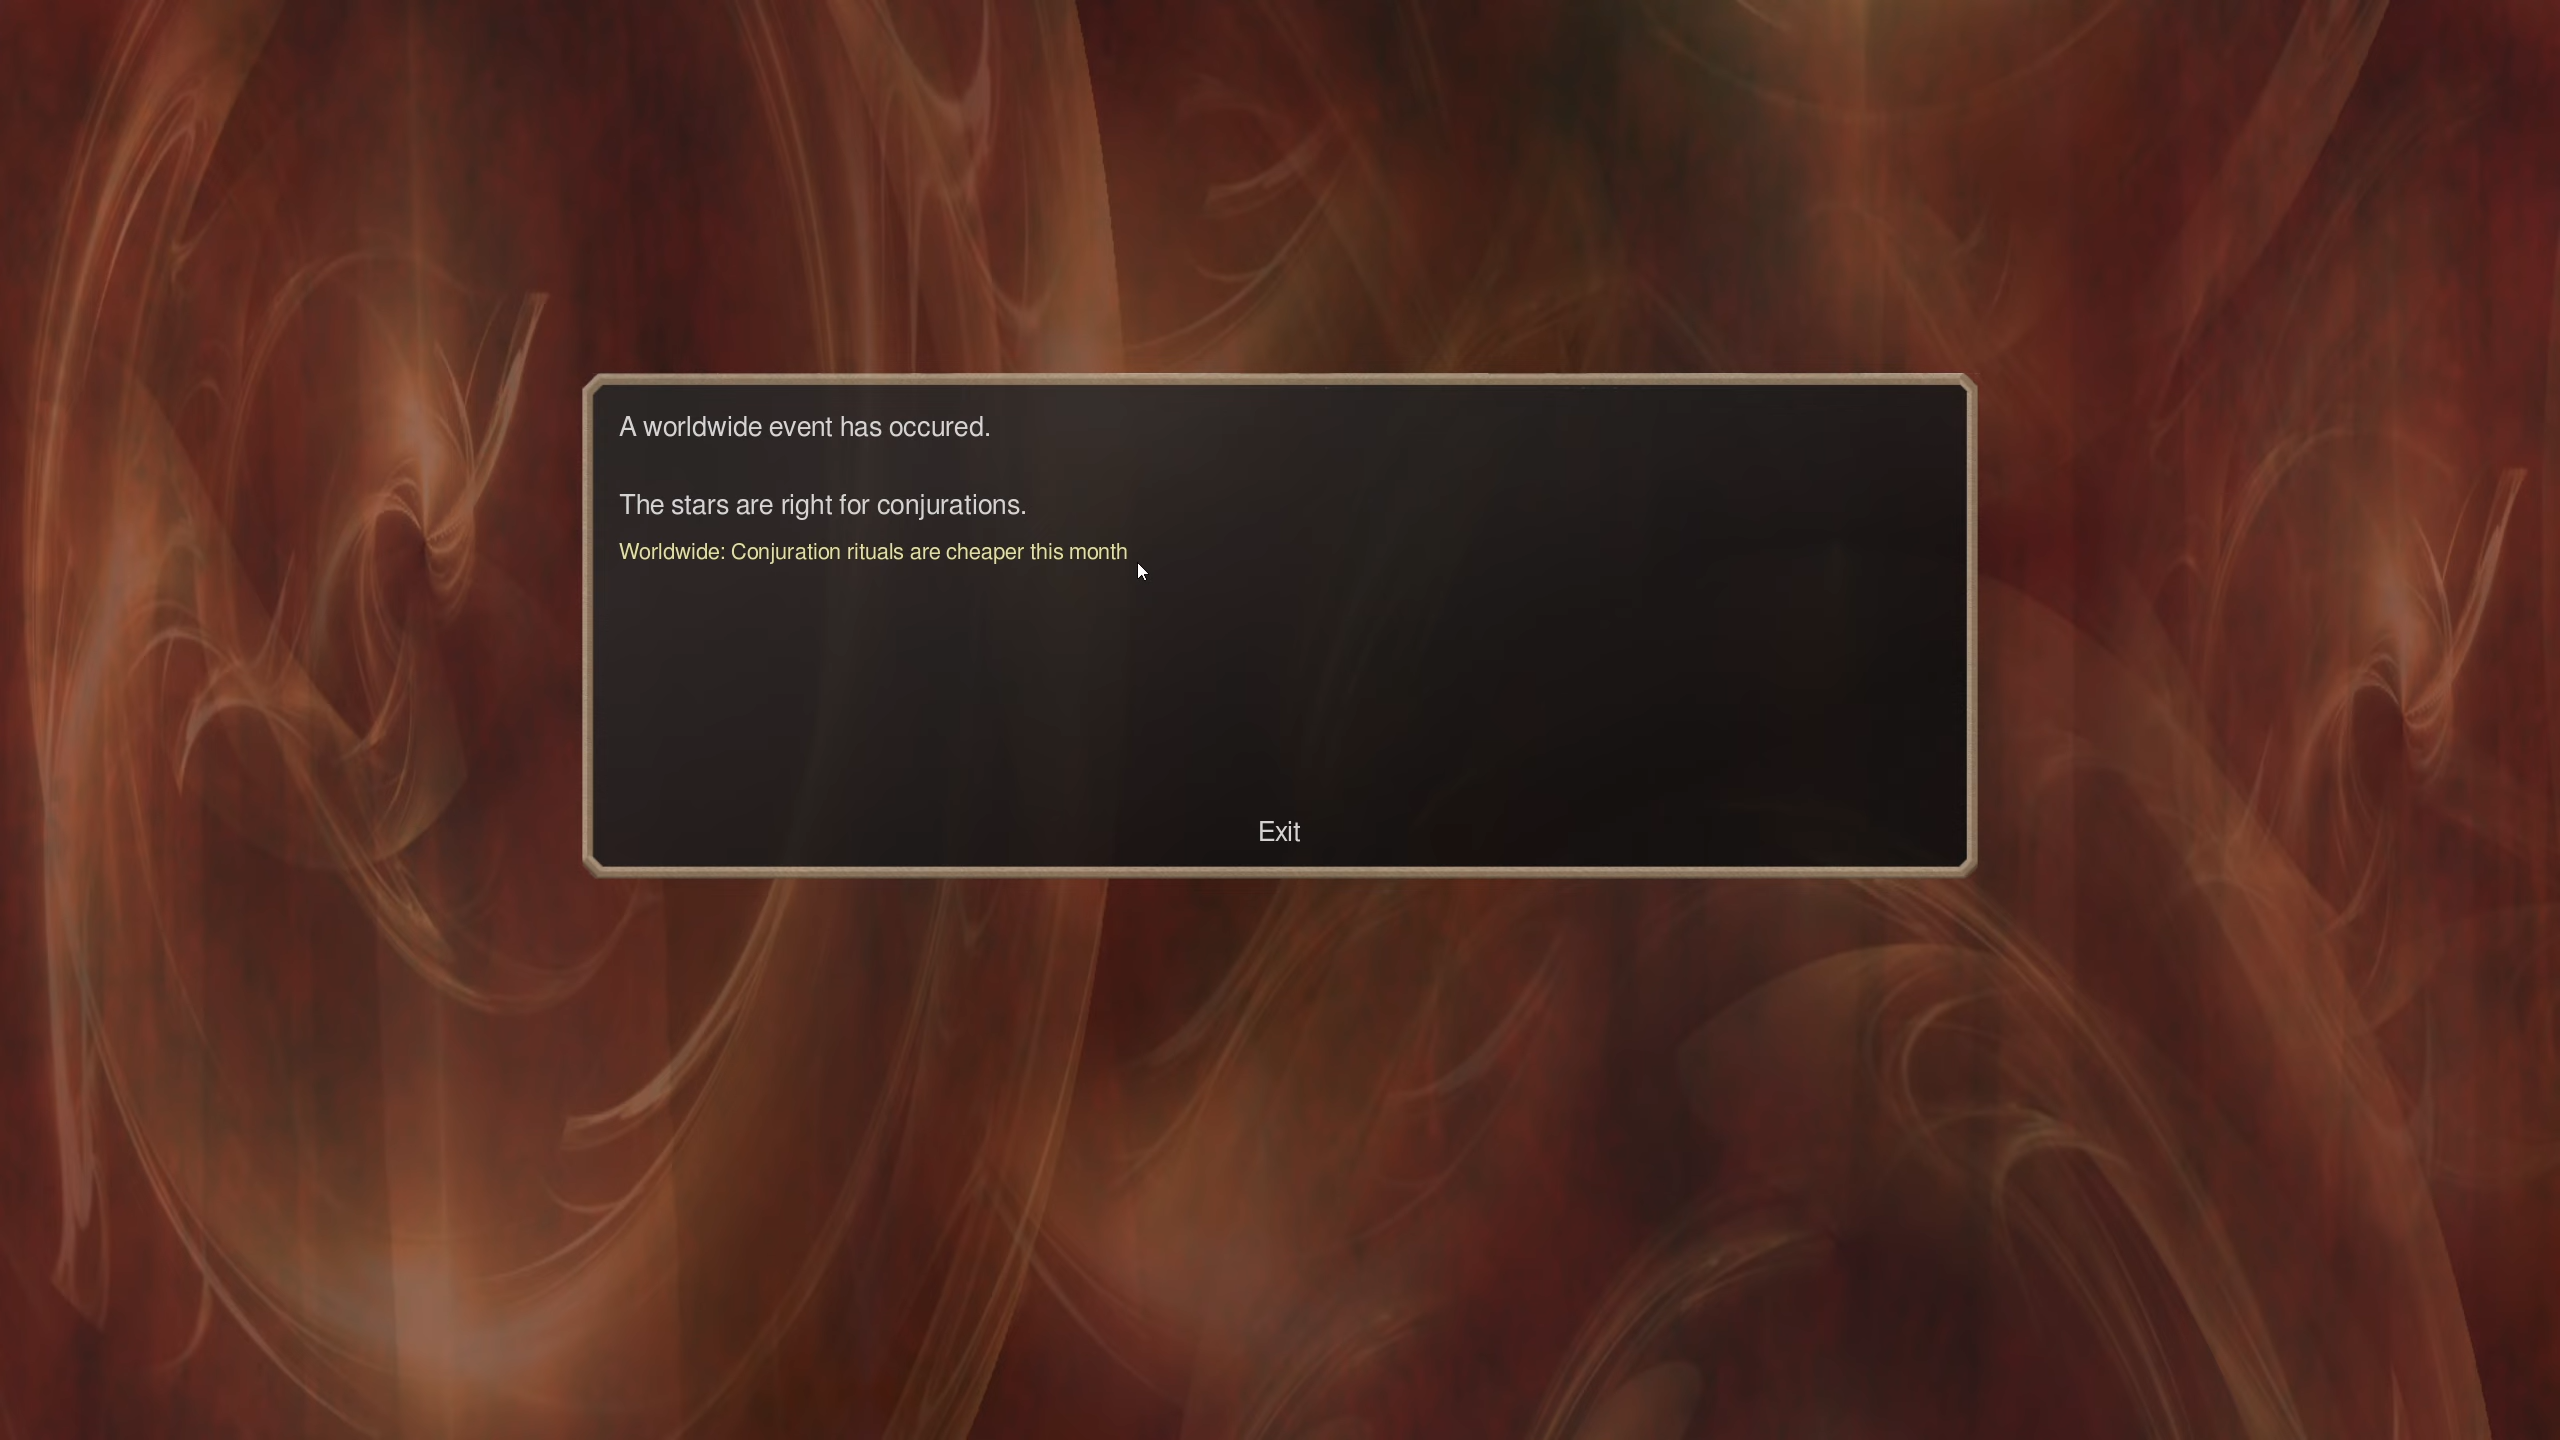 A worldwide event has occured.
The stars are right for conjurations.
Worldwide: Conjuration rituals are cheaper this month
Exit